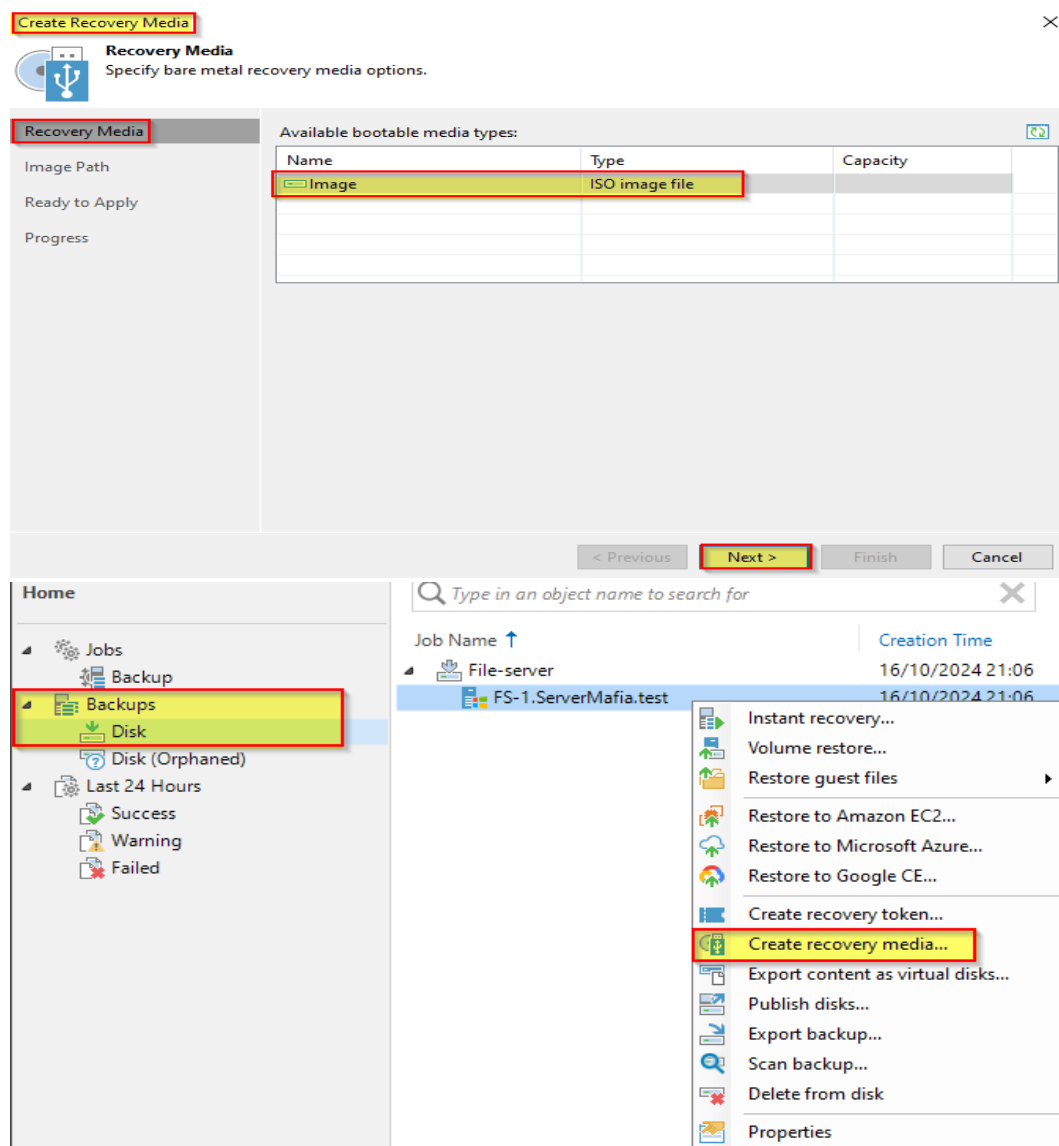 Create Recovery Media
Recovery Media
Specify bare metal recovery media options.
Recovery Media
Image Path
Ready to Apply
Progress
Available bootable media types:
Name Type Capacity
Image ISO image file
< Previous Next > Finish Cancel
Home
Jobs
Backup
Backups
Disk
Disk (Orphaned)
Last 24 Hours
Success
Warning
Failed
Type in an object name to search for
Job Name ↑ Creation Time
File-server 16/10/2024 21:06
FS-1.ServerMafia.test 16/10/2024 21:06
Instant recovery...
Volume restore...
Restore guest files
Restore to Amazon EC2...
Restore to Microsoft Azure...
Restore to Google CE...
Create recovery token...
Create recovery media...
Export content as virtual disks...
Publish disks...
Export backup...
Scan backup...
Delete from disk
Properties